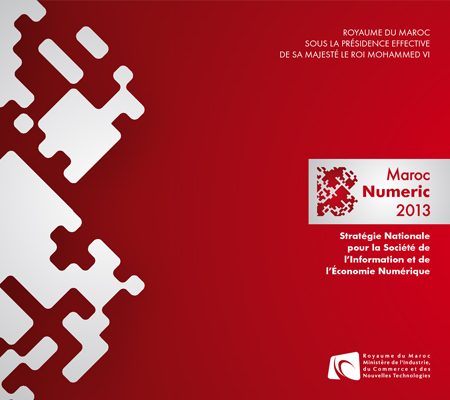 ROYAUME DU MAROC
SOUS LA PRÉSIDENCE EFFECTIVE
DE SA MAJESTÉ LE ROI MOHAMMED VI
Maroc
Numeric
2013
Stratégie Nationale
pour la Société de
l'Information et de
l'Économie Numérique
Royaume du Maroc
Ministère de l'Industrie,
du Commerce et des
Nouvelles Technologies